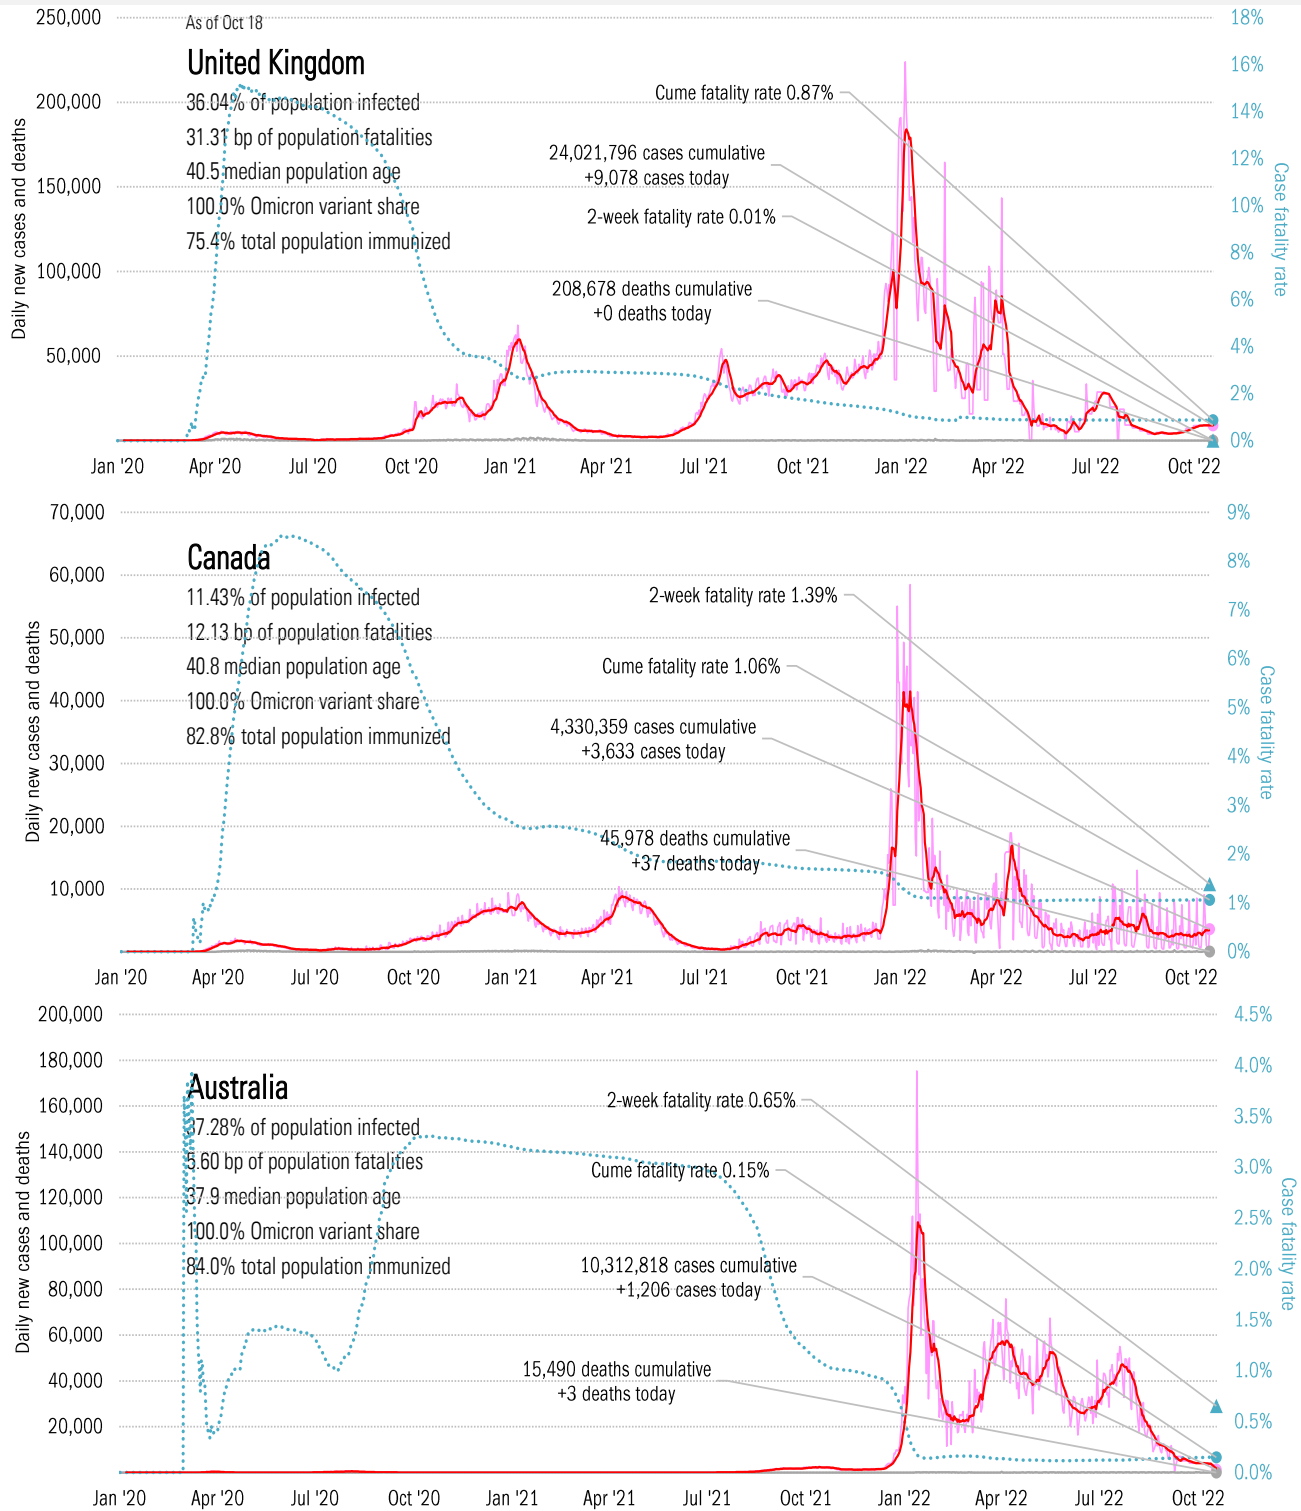 As of Oct 18
United Kingdom
36.04% of population infected
31.31 bp of population fatalities
40.5 median population age
100.0% Omicron variant share
75.4% total population immunized
Cume fatality rate 0.87%
24,021,796 cases cumulative
+9,078 cases today
2-week fatality rate 0.01%
208,678 deaths cumulative
+0 deaths today
Daily new cases and deaths
250,000
200,000
150,000
100,000
50,000
Case fatality rate
18%
16%
14%
12%
10%
8%
6%
4%
2%
0%
Jan '20 Apr '20 Jul '20 Oct '20 Jan '21 Apr '21 Jul '21 Oct '21 Jan '22 Apr '22 Jul '22 Oct '22
Canada
11.43% of population infected
12.13 bp of population fatalities
40.8 median population age
100.0% Omicron variant share
82.8% total population immunized
2-week fatality rate 1.39%
Cume fatality rate 1.06%
4,330,359 cases cumulative
+3,633 cases today
45,978 deaths cumulative
+37 deaths today
Daily new cases and deaths
70,000
60,000
50,000
40,000
30,000
20,000
10,000
Case fatality rate
9%
8%
7%
6%
5%
4%
3%
2%
1%
0%
Jan '20 Apr '20 Jul '20 Oct '20 Jan '21 Apr '21 Jul '21 Oct '21 Jan '22 Apr '22 Jul '22 Oct '22
Australia
37.28% of population infected
5.60 bp of population fatalities
37.9 median population age
100.0% Omicron variant share
84.0% total population immunized
2-week fatality rate 0.65%
Cume fatality rate 0.15%
10,312,818 cases cumulative
+1,206 cases today
15,490 deaths cumulative
+3 deaths today
Daily new cases and deaths
200,000
180,000
160,000
140,000
120,000
100,000
80,000
60,000
40,000
20,000
Case fatality rate
4.5%
4.0%
3.5%
3.0%
2.5%
2.0%
1.5%
1.0%
0.5%
0.0%
Jan '20 Apr '20 Jul '20 Oct '20 Jan '21 Apr '21 Jul '21 Oct '21 Jan '22 Apr '22 Jul '22 Oct '22